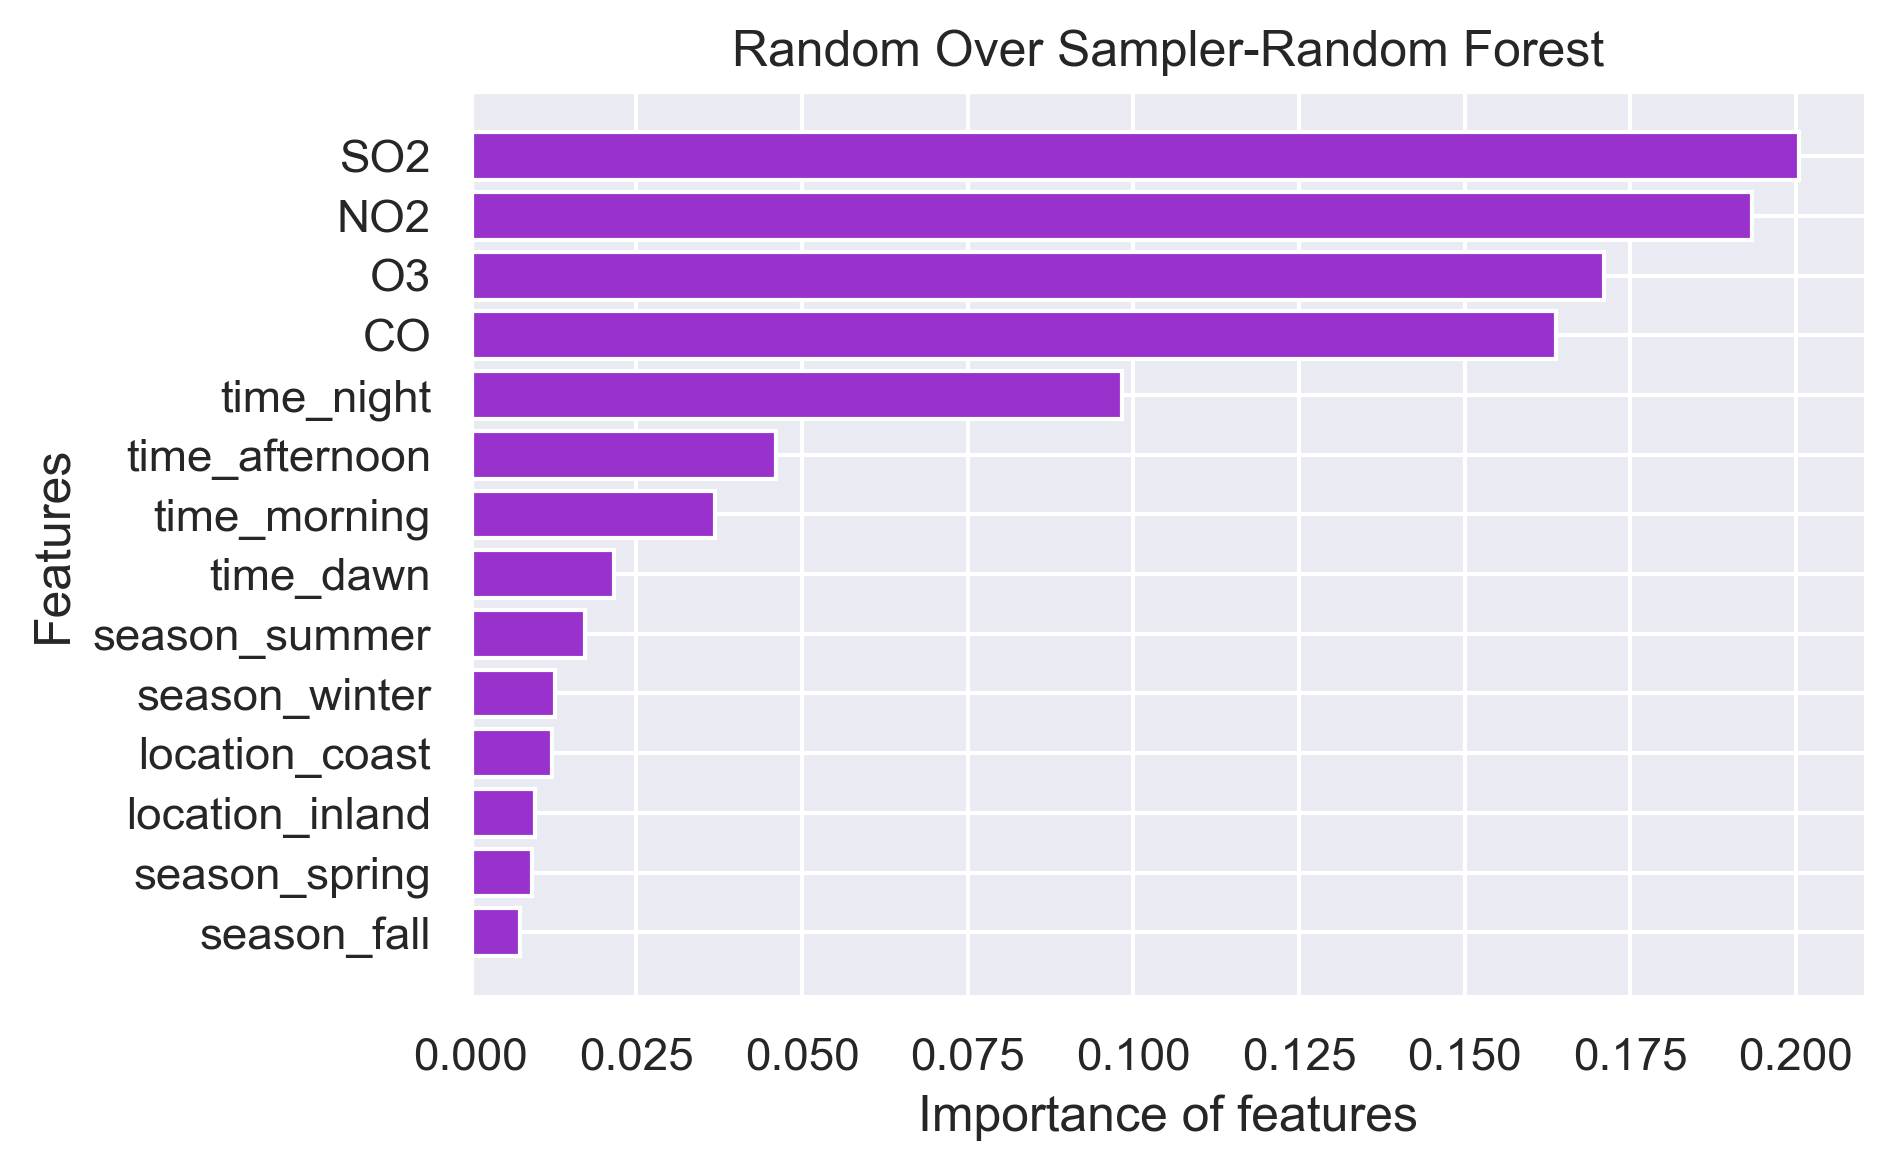 Random Over Sampler-Random Forest
Features
SO2
NO2
O3
CO
time_night
time_afternoon
time_morning
time_dawn
season_summer
season_winter
location_coast
location_inland
season_spring
season_fall
0.000 0.025 0.050 0.075 0.100 0.125 0.150 0.175 0.200
Importance of features